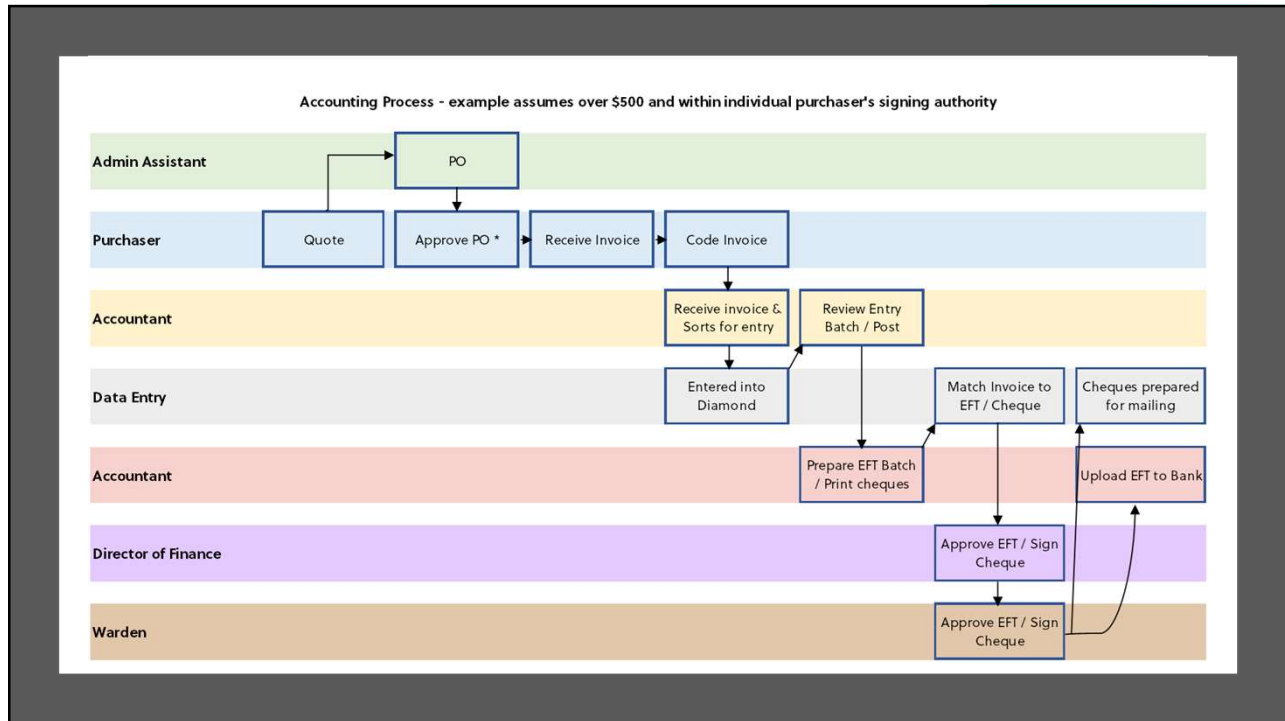 Accounting Process - example assumes over $500 and within individual purchaser's signing authority
Admin Assistant
PO
Purchaser
Quote
Approve PO *
Receive Invoice
Code Invoice
Accountant
Receive invoice &
Sorts for entry
Review Entry
Batch / Post
Data Entry
Entered into
Diamond
Match Invoice to
EFT / Cheque
Cheques prepared
for mailing
Accountant
Prepare EFT Batch
/ Print cheques
Upload EFT to Bank
Director of Finance
Approve EFT / Sign
Cheque
Warden
Approve EFT / Sign
Cheque